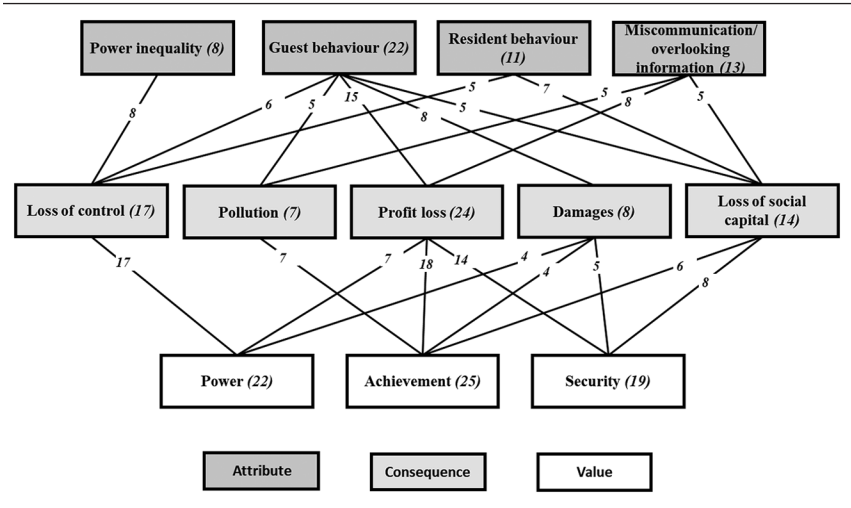 Power inequality (8)
Guest behaviour (22)
Resident behaviour
(11)
Miscommunication/
overlooking
information (13)
8
6
5
15
8
5
5
7
5
8
5
Loss of control (17)
Pollution (7)
Profit loss (24)
Damages (8)
Loss of social
capital (14)
17
7
7
18
14
4
4
5
6
8
Power (22)
Achievement (25)
Security (19)
Attribute
Consequence
Value